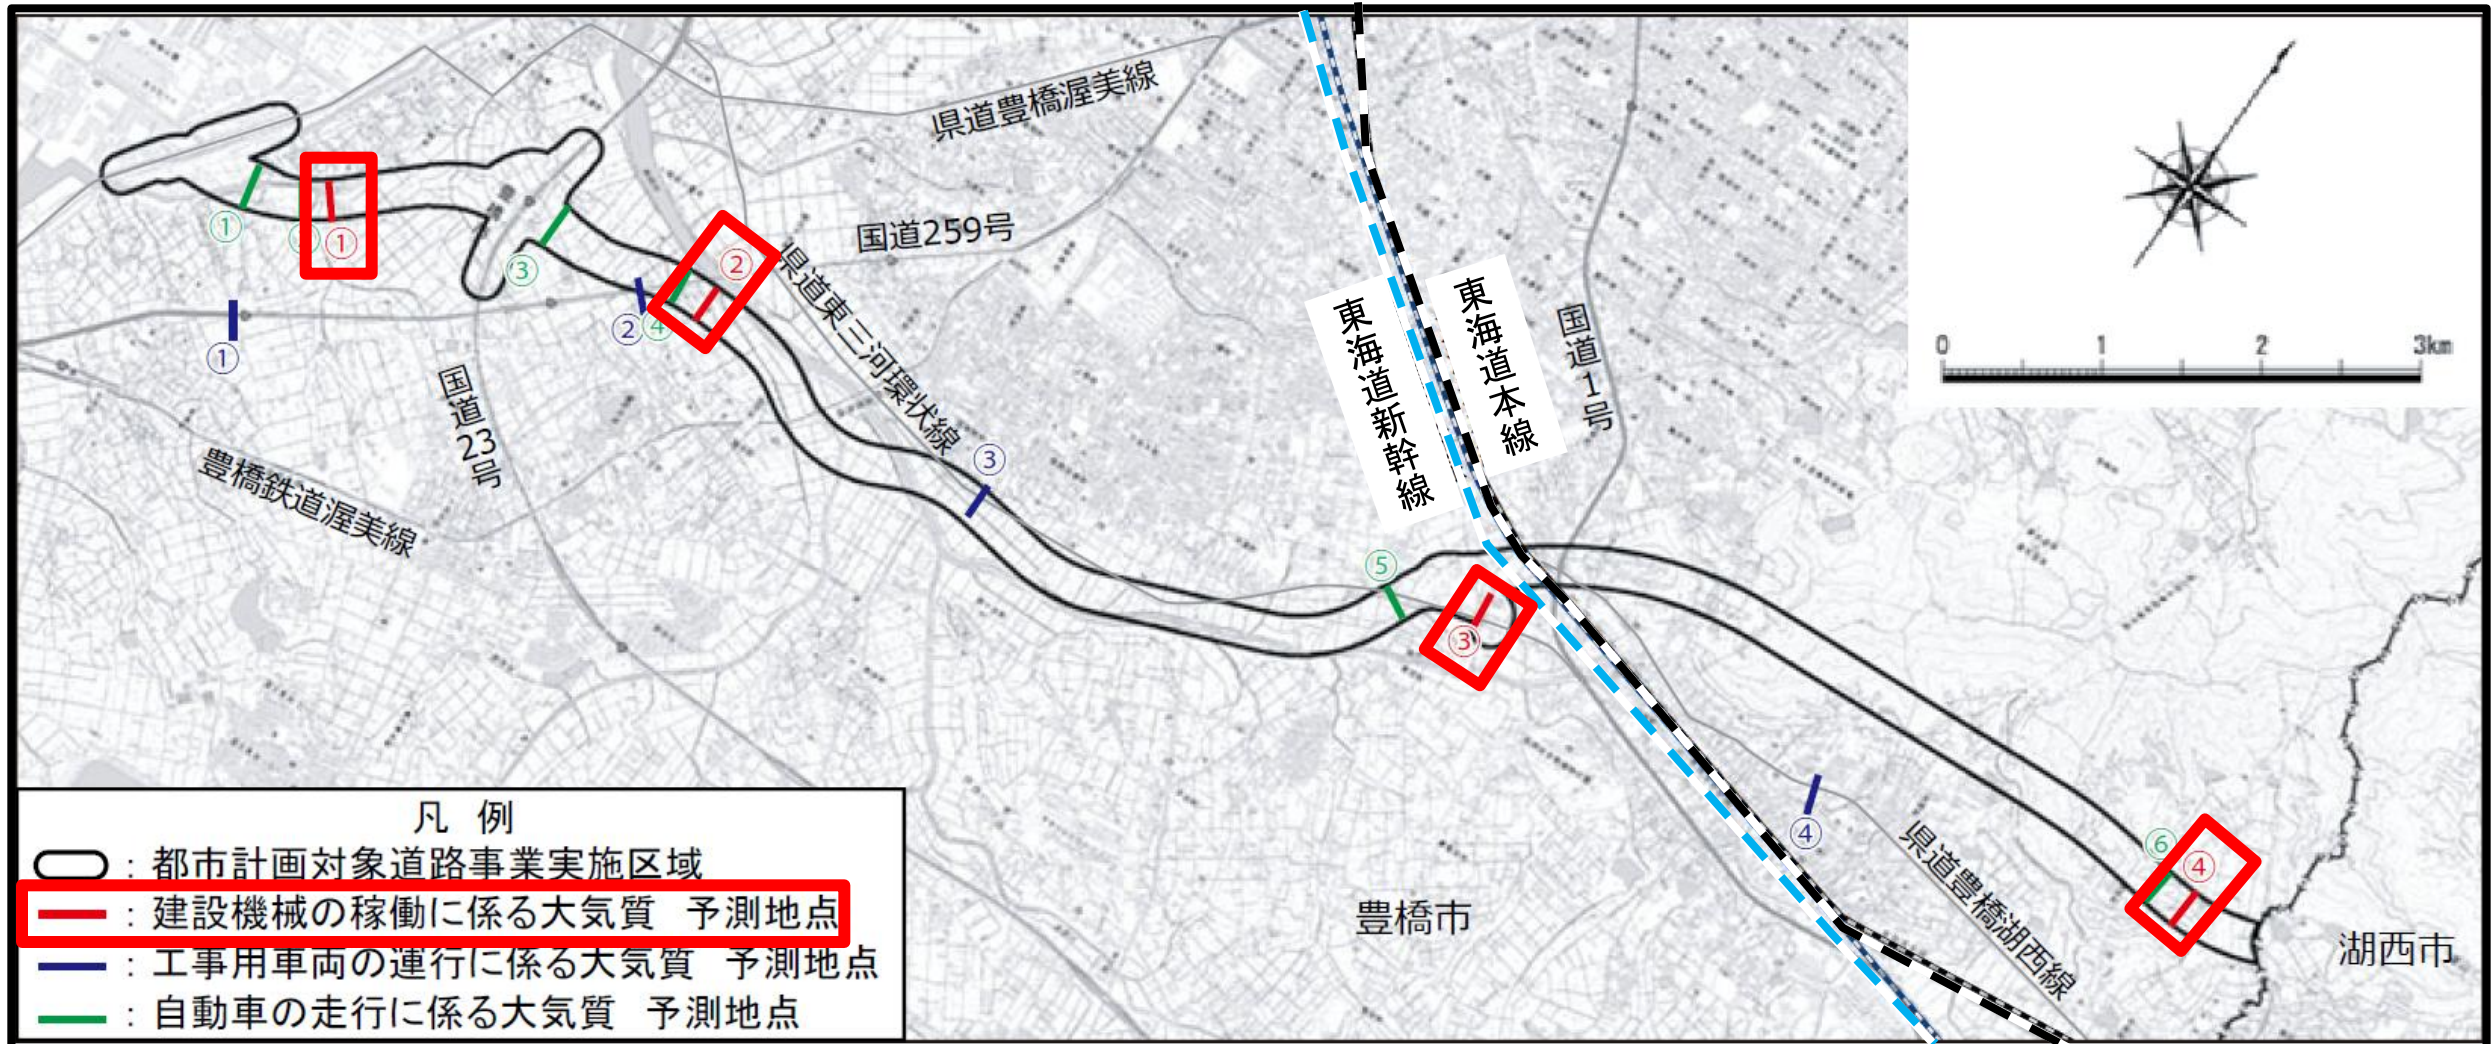 県道豊橋渥美線
国道259号
県道東三河環状線
国道23号
豊橋鉄道渥美線
東海道新幹線
東海道本線
国道1号
0 1 2 3km
①
①
③
②
②
④
①
③
⑤
③
④
⑥
④
県道豊橋湖西線
豊橋市
湖西市
凡 例
：都市計画対象道路事業実施区域
：建設機械の稼働に係る大気質 予測地点
：工事用車両の運行に係る大気質 予測地点
：自動車の走行に係る大気質 予測地点